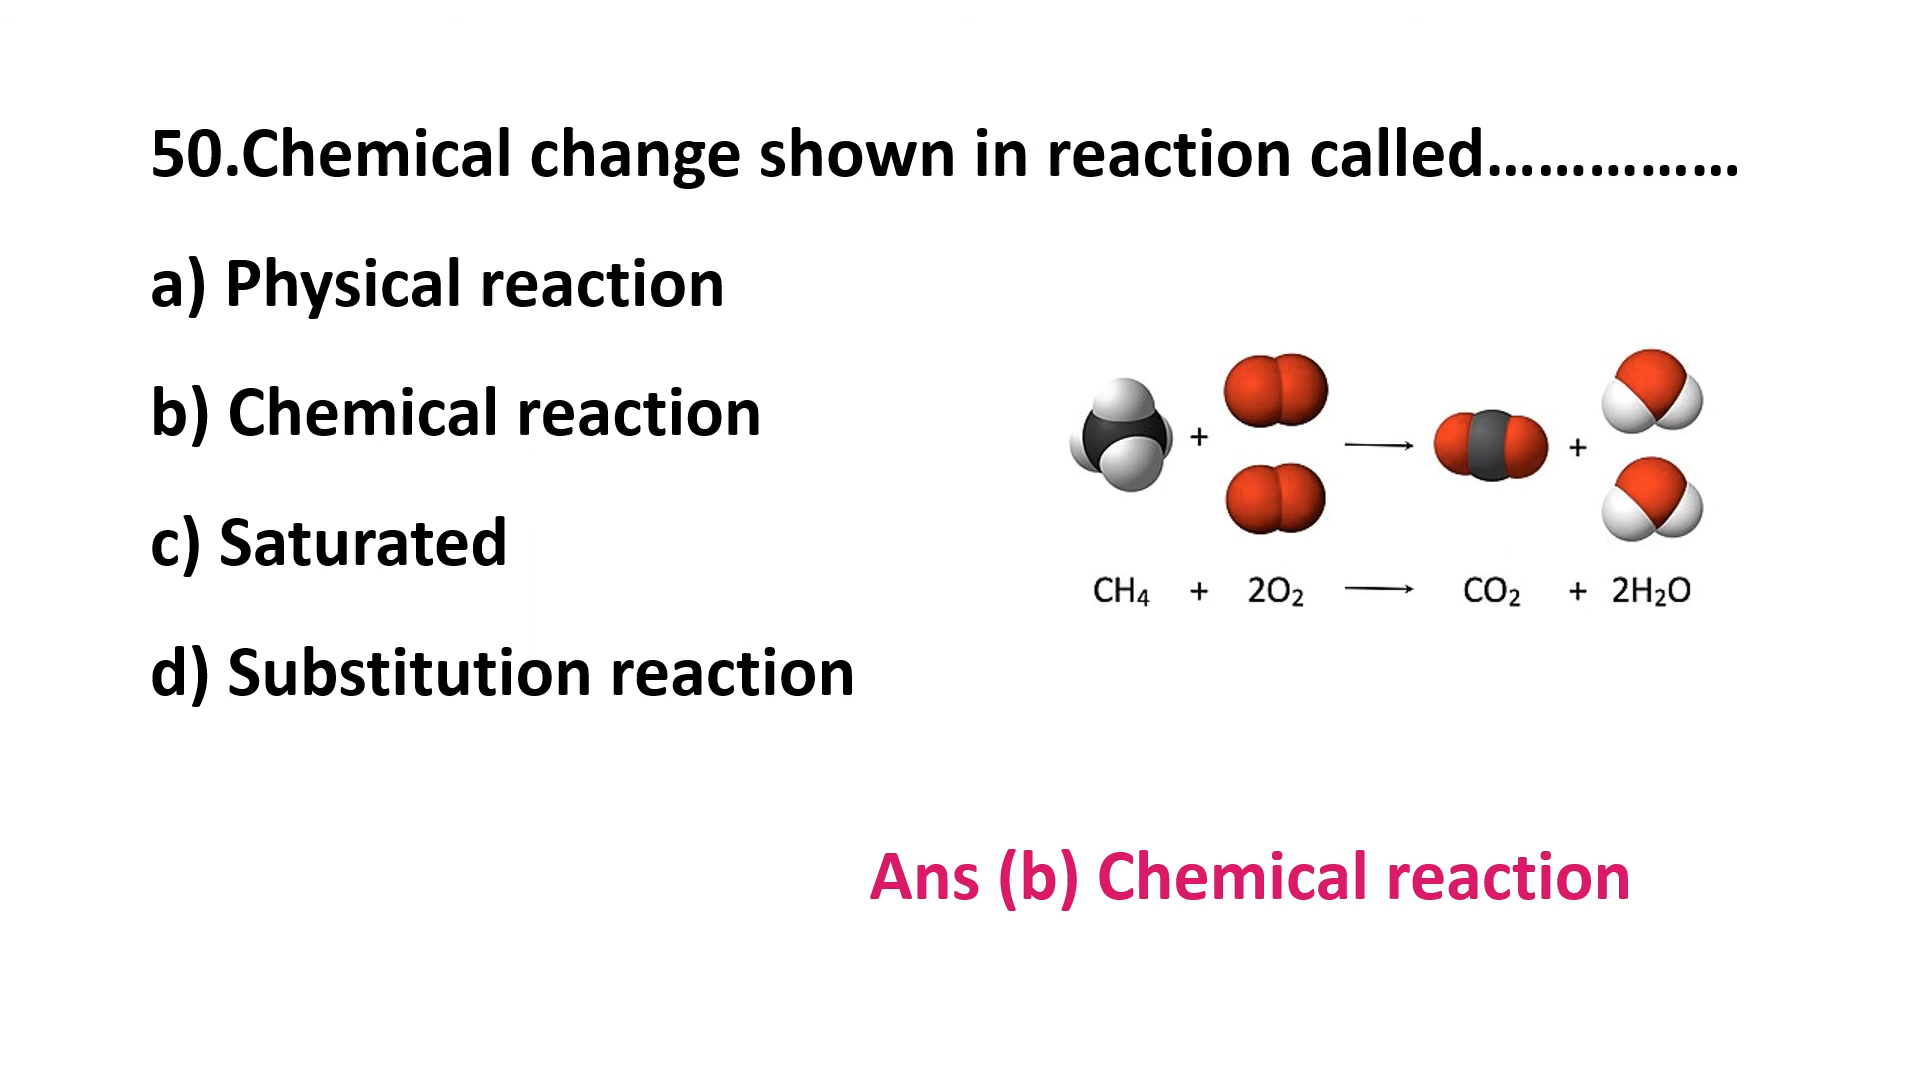 50.Chemical change shown in reaction called……………
a) Physical reaction
b) Chemical reaction
c) Saturated
d) Substitution reaction
+ +
CH₄ + 2O₂ ⟶ CO₂ + 2H₂O
Ans (b) Chemical reaction